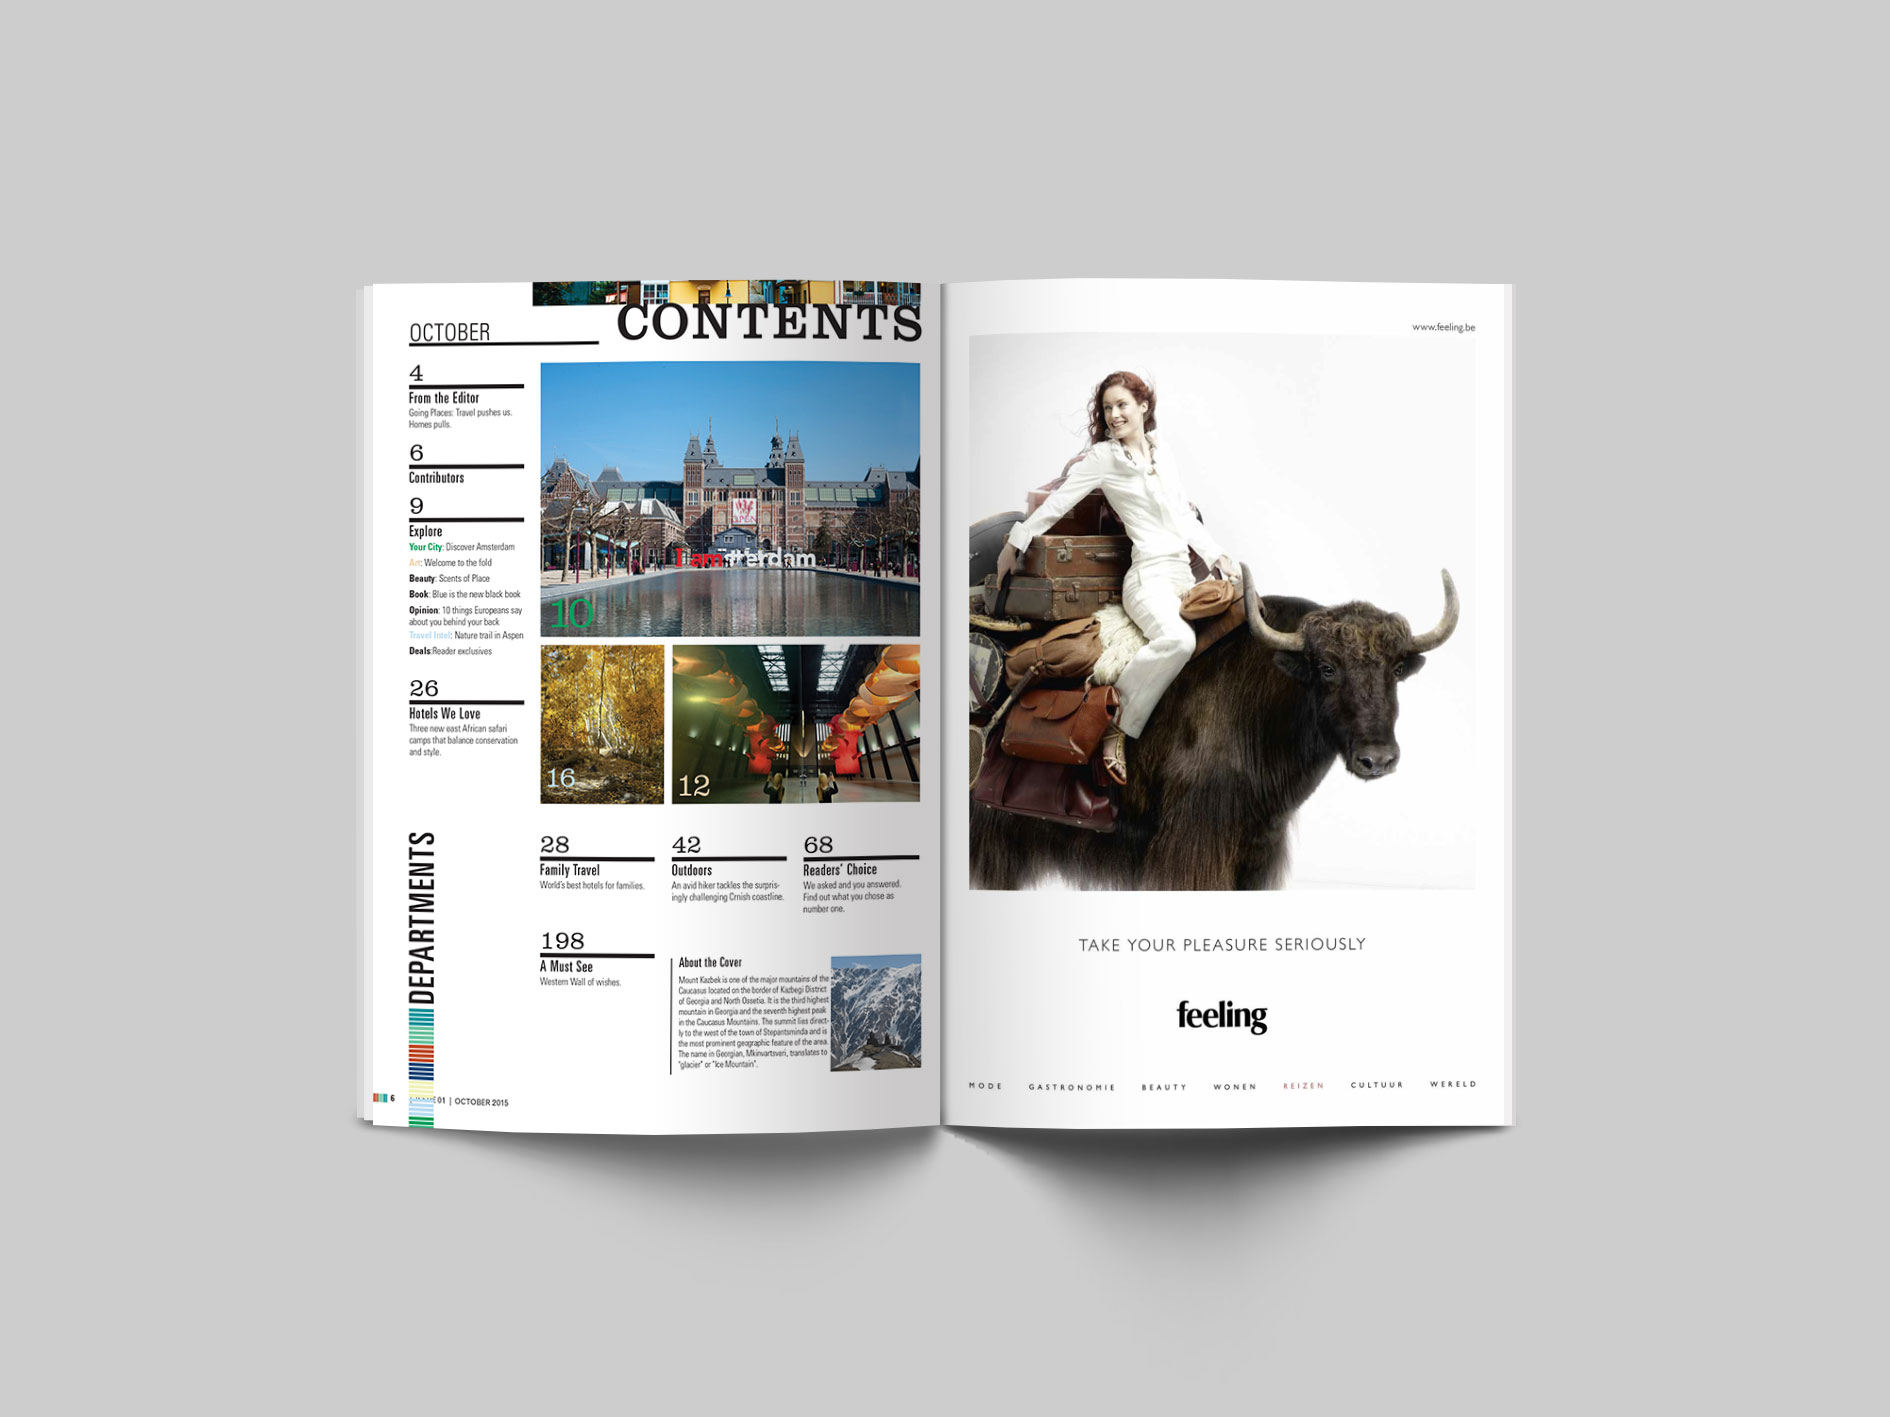 CONTENTS
OCTOBER
4
From the Editor
Going Places: Travel pushes us.
Homes pulls.
6
Contributors
9
Explore
Your City: Discover Amsterdam
Art: Welcome to the fold
Beauty: Scents of Place
Book: Blue is the new black book
Opinion: 10 things Europeans say
about you behind your back
Travel Intel: Nature trail in Aspen
Deals:Reader exclusives
26
Hotels We Love
Three new east African safari
camps that balance conservation
and style.
DEPARTMENTS
I amsterdam
10
16
12
28
Family Travel
World's best hotels for families.
42
Outdoors
An avid hiker tackles the surpris-
ingly challenging Crnish coastline.
68
Readers' Choice
We asked and you answered.
Find out what you chose as
number one.
198
A Must See
Western Wall of wishes.
About the Cover
Mount Kazbek is one of the major mountains of the
Caucasus located on the border of Kazbegi District
of Georgia and North Ossetia. It is the third highest
mountain in Georgia and the seventh highest peak
in the Caucasus Mountains. The summit lies direct-
ly to the west of the town of Stepantsminda and is
the most prominent geographic feature of the area.
The name in Georgian, Mkinvartsveri, translates to
"glacier" or "Ice Mountain".
6
01 | OCTOBER 2015
www.feeling.be
TAKE YOUR PLEASURE SERIOUSLY
feeling
MODE GASTRONOMIE BEAUTY WONEN REIZEN CULTUUR WERELD